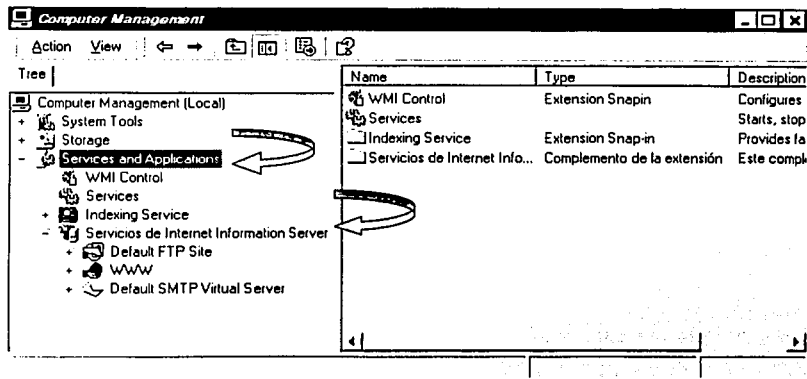 Computer Management
Action View
Tree
Name Type Description
Computer Management (Local)
System Tools
Storage
Services and Applications
WMI Control
Services
Indexing Service
Servicios de Internet Information Server
Default FTP Site
WWW
Default SMTP Virtual Server
WMI Control Extension Snapin Configures
Services Starts, stop
Indexing Service Extension Snap-in Provides fa
Servicios de Internet Info... Complemento de la extensión Este compl